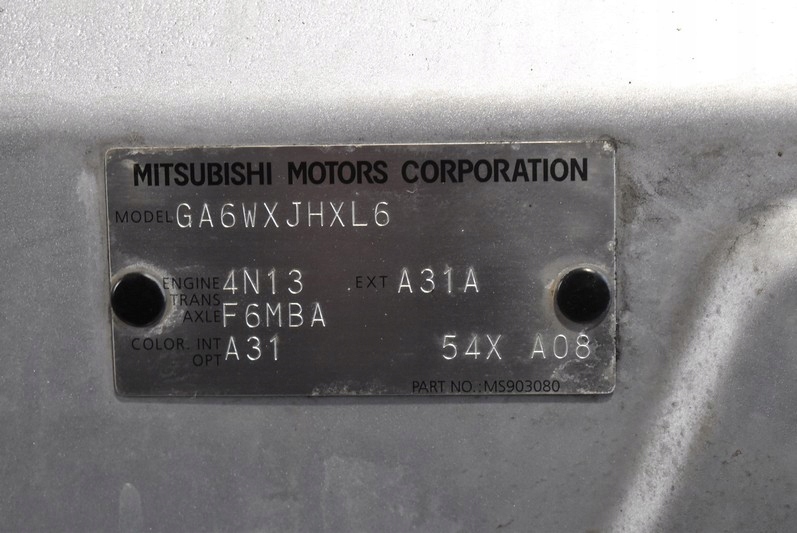 MITSUBISHI MOTORS CORPORATION
MODEL GA6WXJHXL6
ENGINE 4N13 EXT A31A
TRANS AXLE F6MBA
COLOR. INT OPT A31 54X A08
PART NO.: MS903080